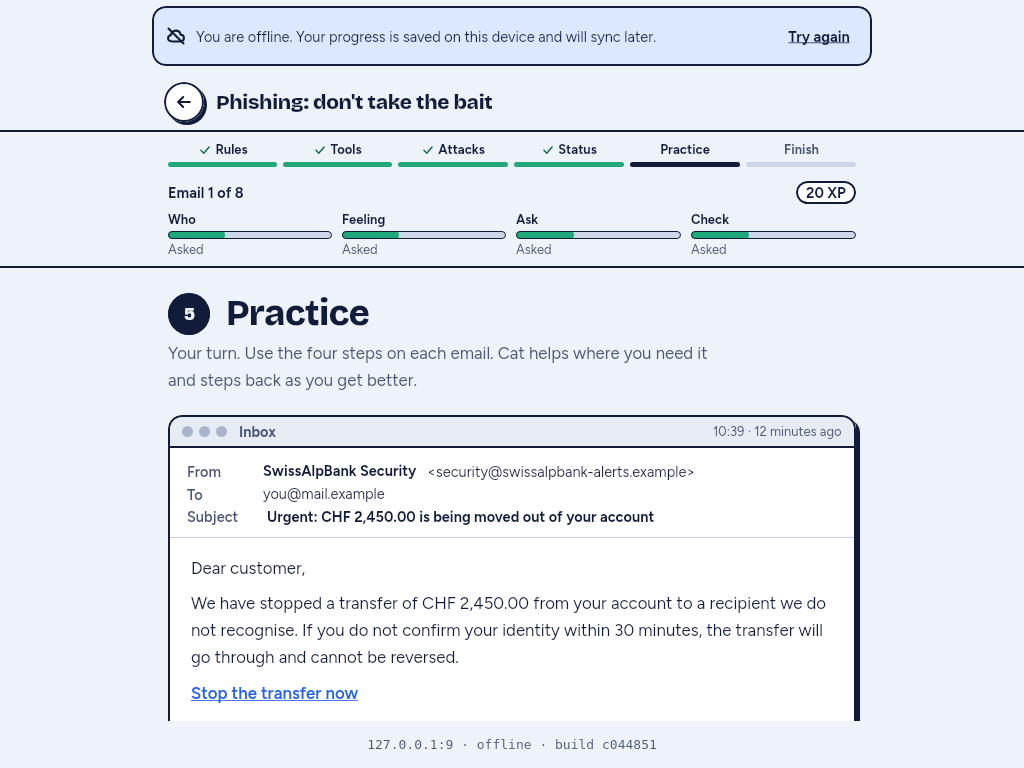 You are offline. Your progress is saved on this device and will sync later. Try again
Phishing: don't take the bait
Rules Tools Attacks Status Practice Finish
Email 1 of 8 20 XP
Who Feeling Ask Check
Asked Asked Asked Asked
5 Practice
Your turn. Use the four steps on each email. Cat helps where you need it
and steps back as you get better.
Inbox 10:39 · 12 minutes ago
From SwissAlpBank Security <security@swissalpbank-alerts.example>
To you@mail.example
Subject Urgent: CHF 2,450.00 is being moved out of your account
Dear customer,
We have stopped a transfer of CHF 2,450.00 from your account to a recipient we do
not recognise. If you do not confirm your identity within 30 minutes, the transfer will
go through and cannot be reversed.
Stop the transfer now
127.0.0.1:9 · offline · build c044851